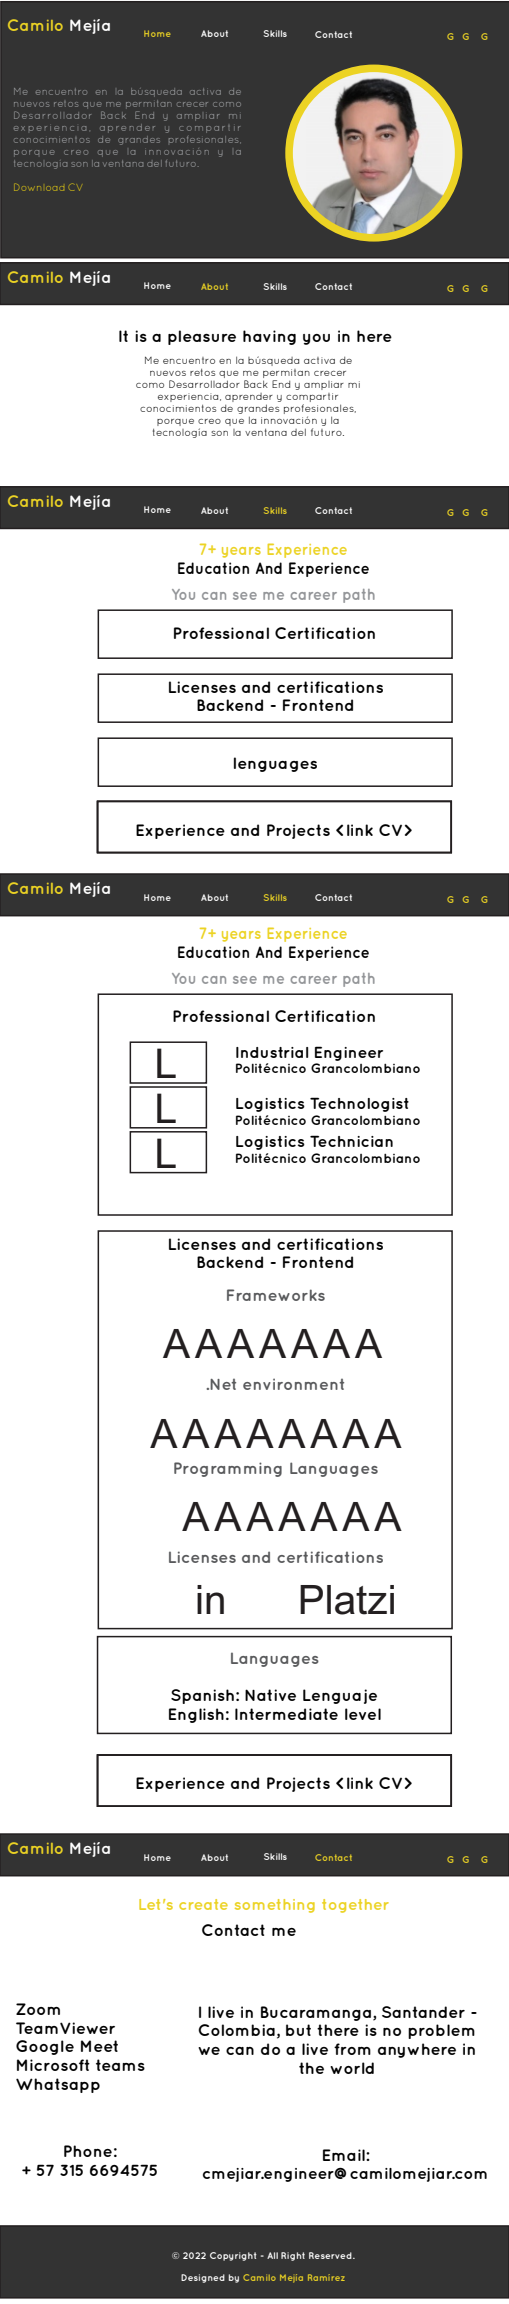 Camilo Mejía
Home About Skills Contact
G G G
Me encuentro en la búsqueda activa de
nuevos retos que me permitan crecer como
Desarrollador Back End y ampliar mi
experiencia, aprender y compartir
conocimientos de grandes profesionales,
porque creo que la innovación y la
tecnología son la ventana del futuro.
Download CV
Camilo Mejía
Home About Skills Contact
G G G
It is a pleasure having you in here
Me encuentro en la búsqueda activa de
nuevos retos que me permitan crecer
como Desarrollador Back End y ampliar mi
experiencia, aprender y compartir
conocimientos de grandes profesionales,
porque creo que la innovación y la
tecnología son la ventana del futuro.
Camilo Mejía
Home About Skills Contact
G G G
7+ years Experience
Education And Experience
You can see me career path
Professional Certification
Licenses and certifications
Backend - Frontend
lenguages
Experience and Projects <link CV>
Camilo Mejía
Home About Skills Contact
G G G
7+ years Experience
Education And Experience
You can see me career path
Professional Certification
L
Industrial Engineer
Politécnico Grancolombiano
L
Logistics Technologist
Politécnico Grancolombiano
L
Logistics Technician
Politécnico Grancolombiano
Licenses and certifications
Backend - Frontend
Frameworks
AAAAAAA
.Net environment
AAAAAAAA
Programming Languages
AAAAAAA
Licenses and certifications
in Platzi
Languages
Spanish: Native Lenguaje
English: Intermediate level
Experience and Projects <link CV>
Camilo Mejía
Home About Skills Contact
G G G
Let's create something together
Contact me
Zoom
TeamViewer
Google Meet
Microsoft teams
Whatsapp
I live in Bucaramanga, Santander -
Colombia, but there is no problem
we can do a live from anywhere in
the world
Phone:
+ 57 315 6694575
Email:
cmejiar.engineer@camilomejiar.com
© 2022 Copyright - All Right Reserved.
Designed by Camilo Mejia Ramirez